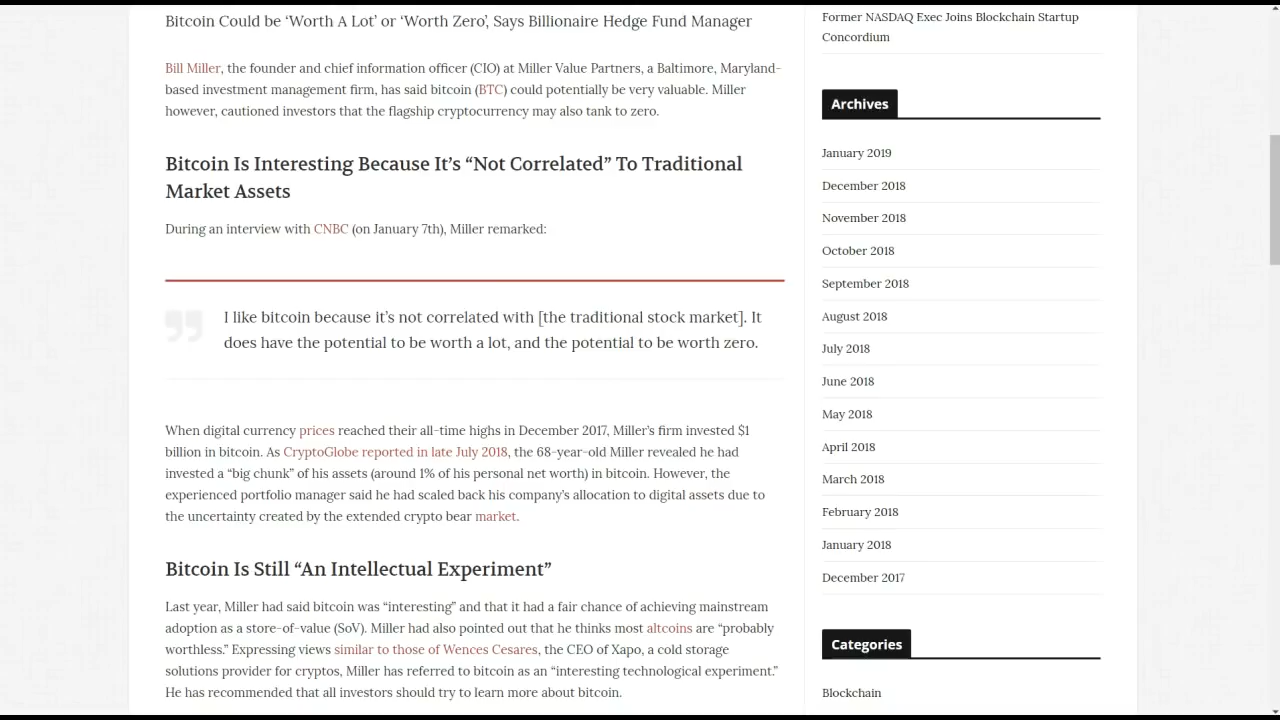 Bitcoin Could be ‘Worth A Lot’ or ‘Worth Zero’, Says Billionaire Hedge Fund Manager
Bill Miller, the founder and chief information officer (CIO) at Miller Value Partners, a Baltimore, Maryland-
based investment management firm, has said bitcoin (BTC) could potentially be very valuable. Miller
however, cautioned investors that the flagship cryptocurrency may also tank to zero.
Bitcoin Is Interesting Because It’s “Not Correlated” To Traditional
Market Assets
During an interview with CNBC (on January 7th), Miller remarked:
I like bitcoin because it’s not correlated with [the traditional stock market]. It
does have the potential to be worth a lot, and the potential to be worth zero.
When digital currency prices reached their all-time highs in December 2017, Miller’s firm invested $1
billion in bitcoin. As CryptoGlobe reported in late July 2018, the 68-year-old Miller revealed he had
invested a “big chunk” of his assets (around 1% of his personal net worth) in bitcoin. However, the
experienced portfolio manager said he had scaled back his company’s allocation to digital assets due to
the uncertainty created by the extended crypto bear market.
Bitcoin Is Still “An Intellectual Experiment”
Last year, Miller had said bitcoin was “interesting” and that it had a fair chance of achieving mainstream
adoption as a store-of-value (SoV). Miller had also pointed out that he thinks most altcoins are “probably
worthless.” Expressing views similar to those of Wences Cesares, the CEO of Xapo, a cold storage
solutions provider for cryptos, Miller has referred to bitcoin as an “interesting technological experiment.”
He has recommended that all investors should try to learn more about bitcoin.
Former NASDAQ Exec Joins Blockchain Startup
Concordium
Archives
January 2019
December 2018
November 2018
October 2018
September 2018
August 2018
July 2018
June 2018
May 2018
April 2018
March 2018
February 2018
January 2018
December 2017
Categories
Blockchain